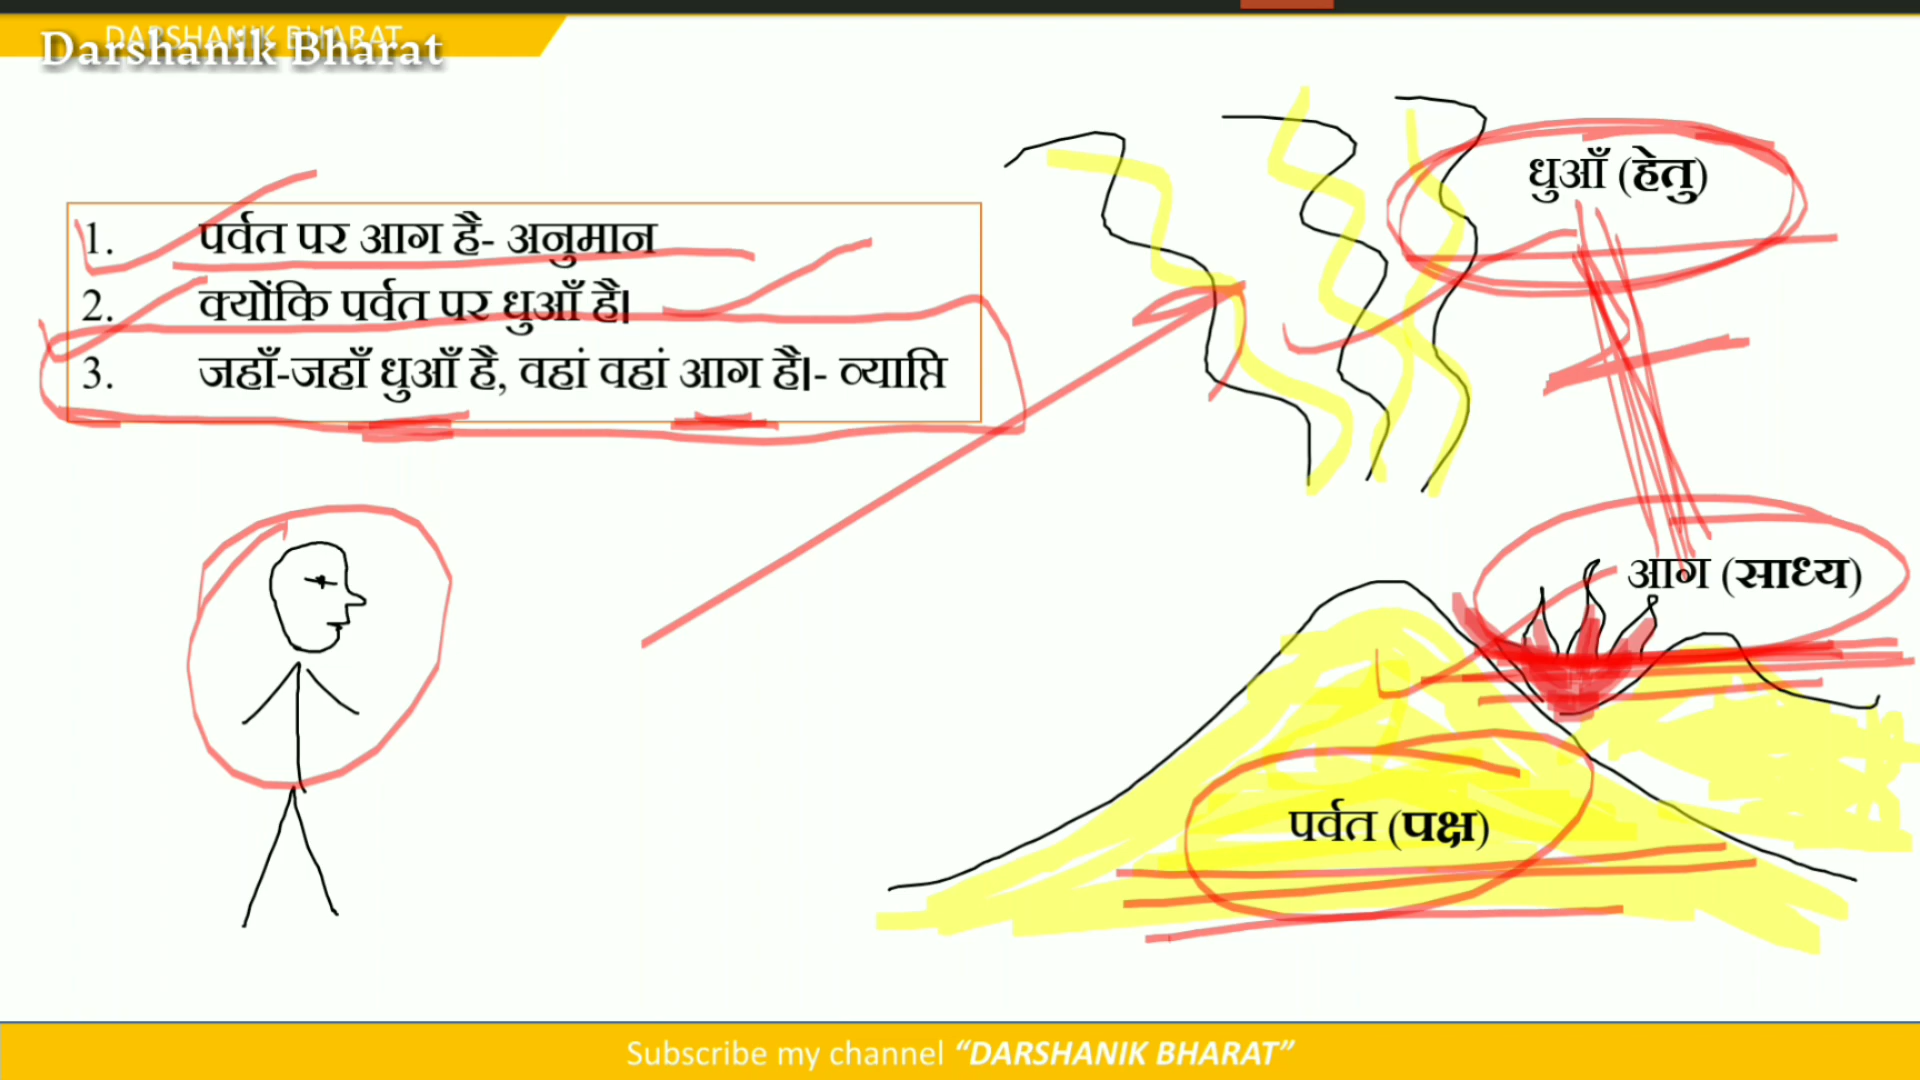 DARSHANIK BHARAT
Darshanik Bharat
1. पर्वत पर आग है- अनुमान
2. क्योंकि पर्वत पर धुआँ है।
3. जहाँ-जहाँ धुआँ है, वहां वहां आग है।- व्याप्ति
धुआँ (हेतु)
आग (साध्य)
पर्वत (पक्ष)
Subscribe my channel “DARSHANIK BHARAT”